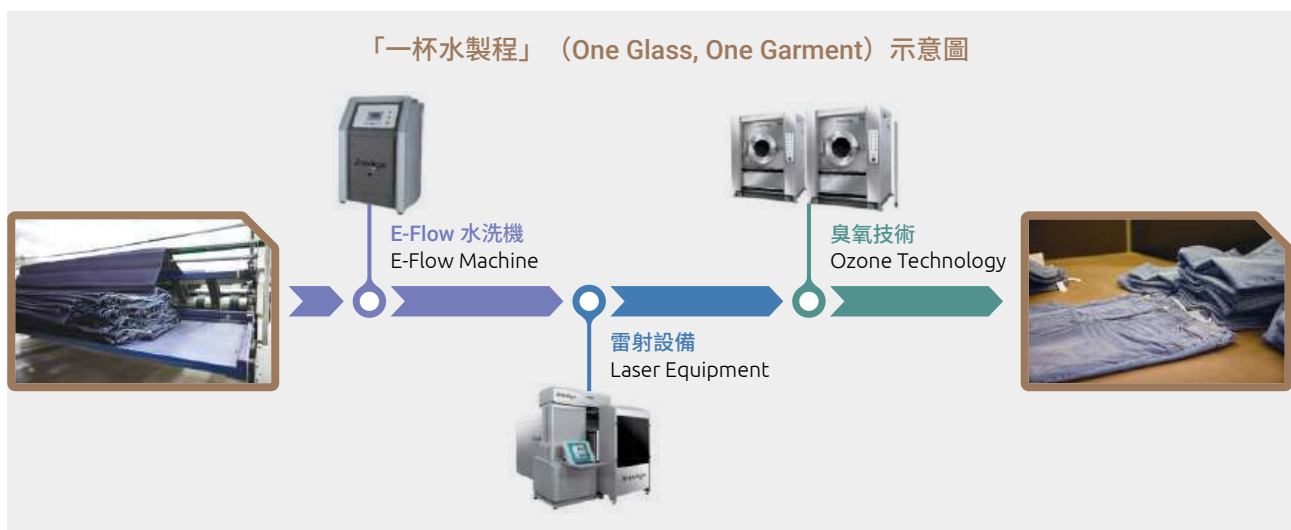 「一杯水製程」（One Glass, One Garment）示意圖
E-Flow 水洗機
E-Flow Machine
臭氧技術
Ozone Technology
雷射設備
Laser Equipment